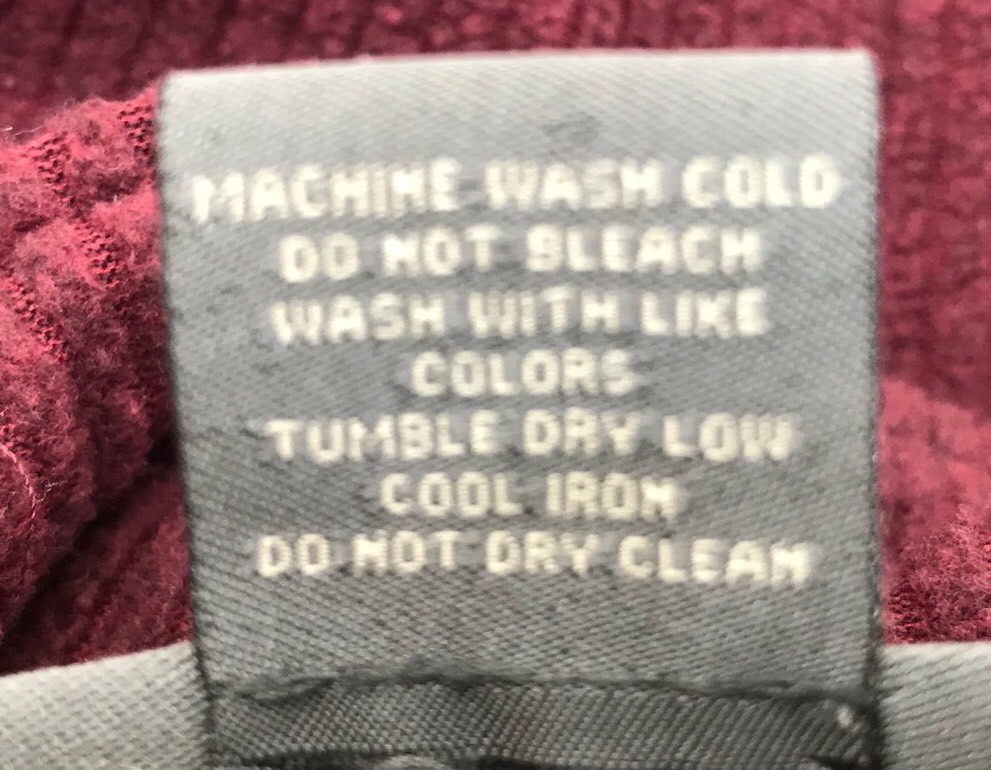 MACHINE WASH COLD
DO NOT BLEACH
WASH WITH LIKE
COLORS
TUMBLE DRY LOW
COOL IRON
DO NOT DRY CLEAN